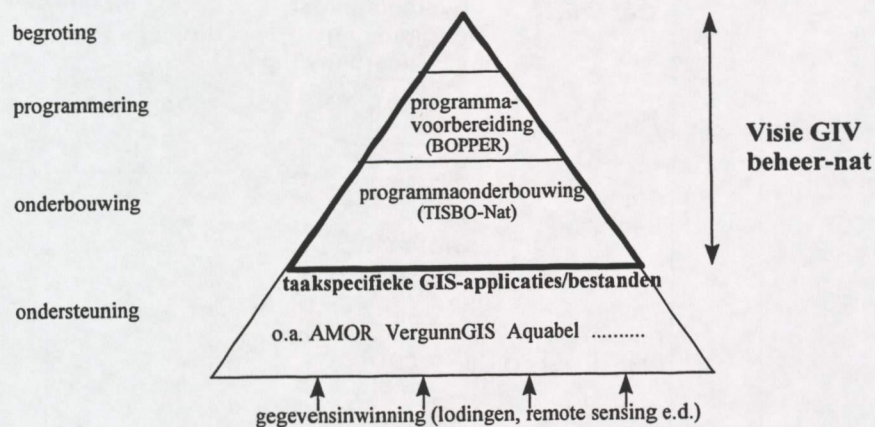 begroting
programmering
programma-
voorbereiding
(BOPPER)
Visie GIV
beheer-nat
onderbouwing
programmaonderbouwing
(TISBO-Nat)
taakspecifieke GIS-applicaties/bestanden
ondersteuning
o.a. AMOR VergunnGIS Aquabel ..........
gegevensinwinning (lodingen, remote sensing e.d.)